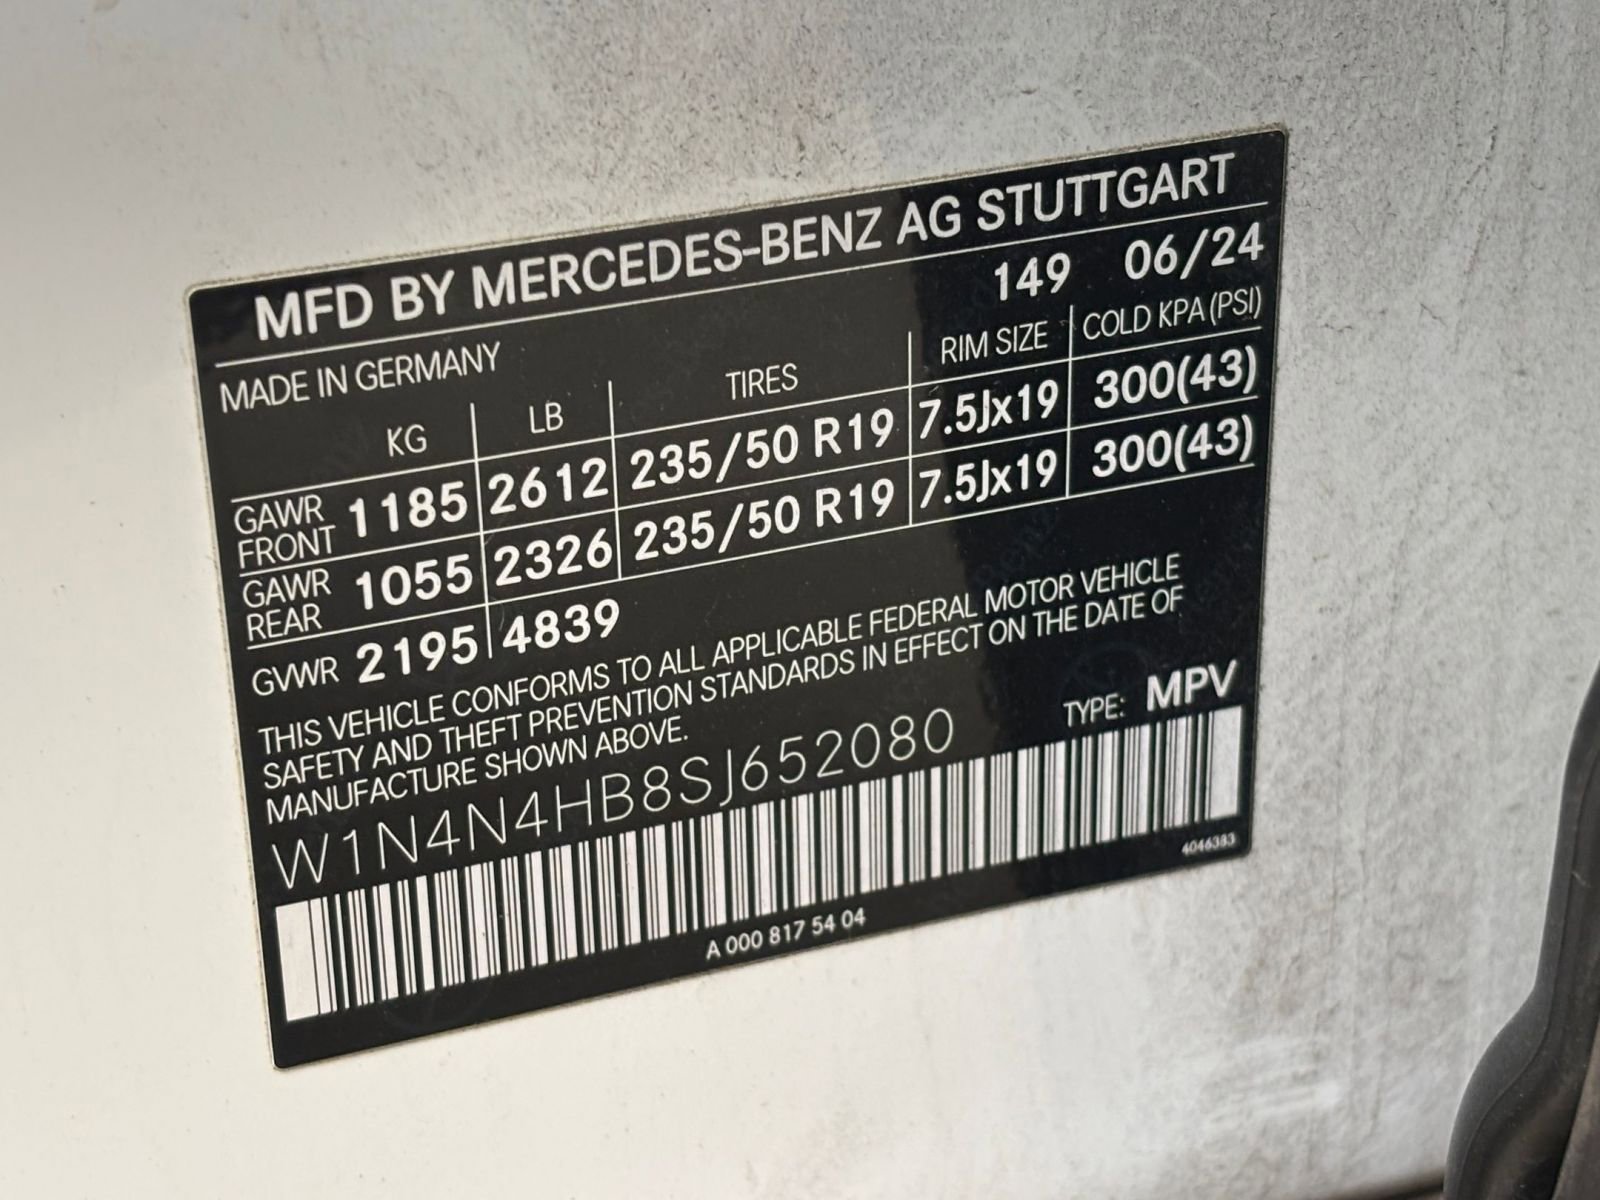 MFD BY MERCEDES-BENZ AG STUTTGART
MADE IN GERMANY 149 06/24
KG LB TIRES RIM SIZE COLD KPA (PSI)
GAWR FRONT 1185 2612 235/50 R19 7.5Jx19 300(43)
GAWR REAR 1055 2326 235/50 R19 7.5Jx19 300(43)
GVWR 2195 4839
THIS VEHICLE CONFORMS TO ALL APPLICABLE FEDERAL MOTOR VEHICLE
SAFETY AND THEFT PREVENTION STANDARDS IN EFFECT ON THE DATE OF
MANUFACTURE SHOWN ABOVE.
W1N4N4HB8SJ652080 TYPE: MPV
4046383
A 000 817 54 04